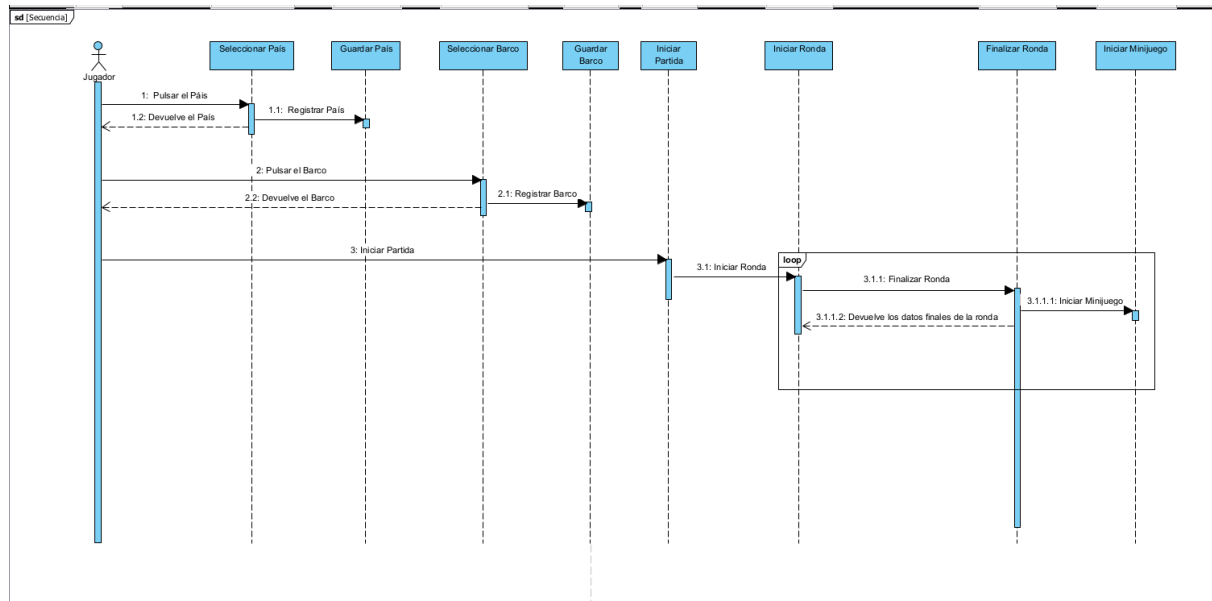 sd [Secuencia]
Seleccionar País
Guardar País
Seleccionar Barco
Guardar
Barco
Iniciar
Partida
Iniciar Ronda
Finalizar Ronda
Iniciar Minijuego
Jugador
1: Pulsar el Páis
1.1: Registrar País
1.2: Devuelve el País
2: Pulsar el Barco
2.1: Registrar Barco
2.2: Devuelve el Barco
3: Iniciar Partida
loop
3.1: Iniciar Ronda
3.1.1: Finalizar Ronda
3.1.1.1: Iniciar Minijuego
3.1.1.2: Devuelve los datos finales de la ronda